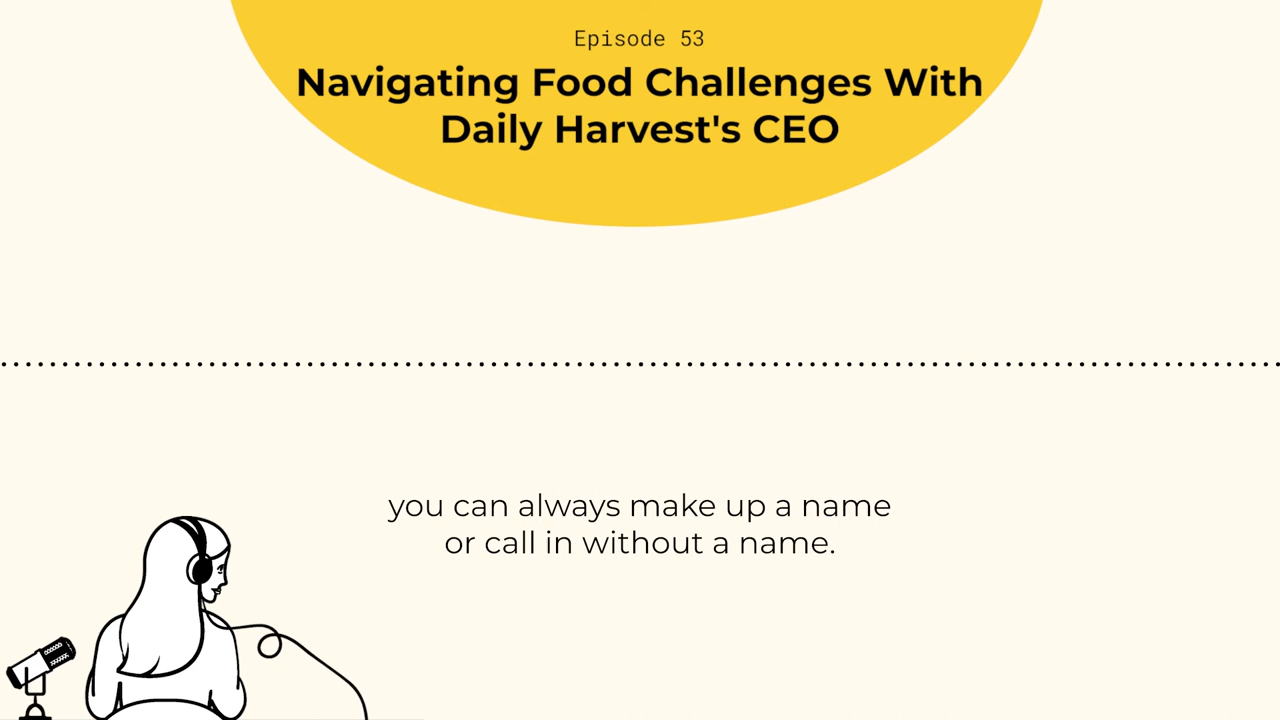 Episode 53
Navigating Food Challenges With
Daily Harvest's CEO
you can always make up a name
or call in without a name.